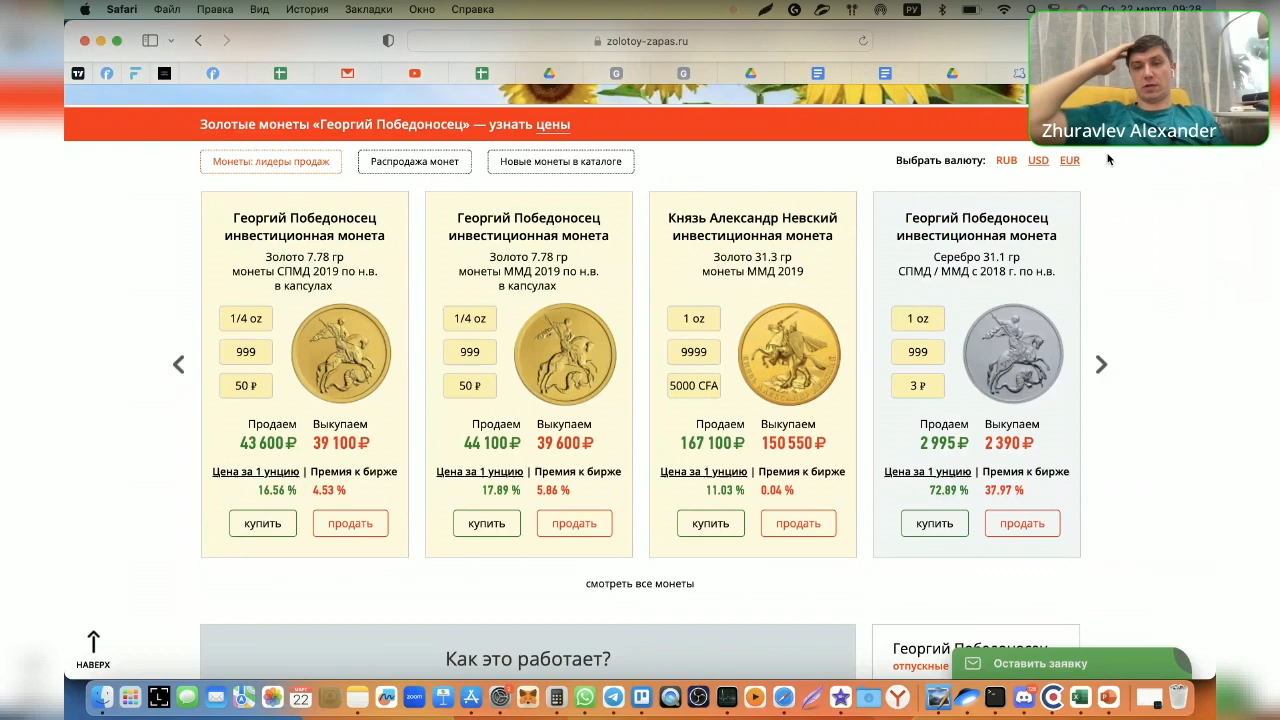 Safari Файл Правка Вид История Закладки Окно Справка РУ Ср, 22 марта 09:28
zolotoy-zapas.ru
Золотые монеты «Георгий Победоносец» — узнать цены
Zhuravlev Alexander
Монеты: лидеры продаж Распродажа монет Новые монеты в каталоге Выбрать валюту: RUB USD EUR
Георгий Победоносец
инвестиционная монета
Золото 7.78 гр
монеты СПМД 2019 по н.в.
в капсулах
1/4 oz
999
50 ₽
Продаем Выкупаем
43 600 ₽ 39 100 ₽
Цена за 1 унцию | Премия к бирже
16.56 % 4.53 %
купить продать
Георгий Победоносец
инвестиционная монета
Золото 7.78 гр
монеты ММД 2019 по н.в.
в капсулах
1/4 oz
999
50 ₽
Продаем Выкупаем
44 100 ₽ 39 600 ₽
Цена за 1 унцию | Премия к бирже
17.89 % 5.86 %
купить продать
Князь Александр Невский
инвестиционная монета
Золото 31.3 гр
монеты ММД 2019
1 oz
9999
5000 CFA
Продаем Выкупаем
167 100 ₽ 150 550 ₽
Цена за 1 унцию | Премия к бирже
11.03 % 0.04 %
купить продать
Георгий Победоносец
инвестиционная монета
Серебро 31.1 гр
СПМД / ММД с 2018 г. по н.в.
1 oz
999
3 ₽
Продаем Выкупаем
2 995 ₽ 2 390 ₽
Цена за 1 унцию | Премия к бирже
72.89 % 37.97 %
купить продать
смотреть все монеты
НАВЕРХ
Как это работает?
Георгий Победоносец
отпускные
Оставить заявку
МАРТ
22
zoom